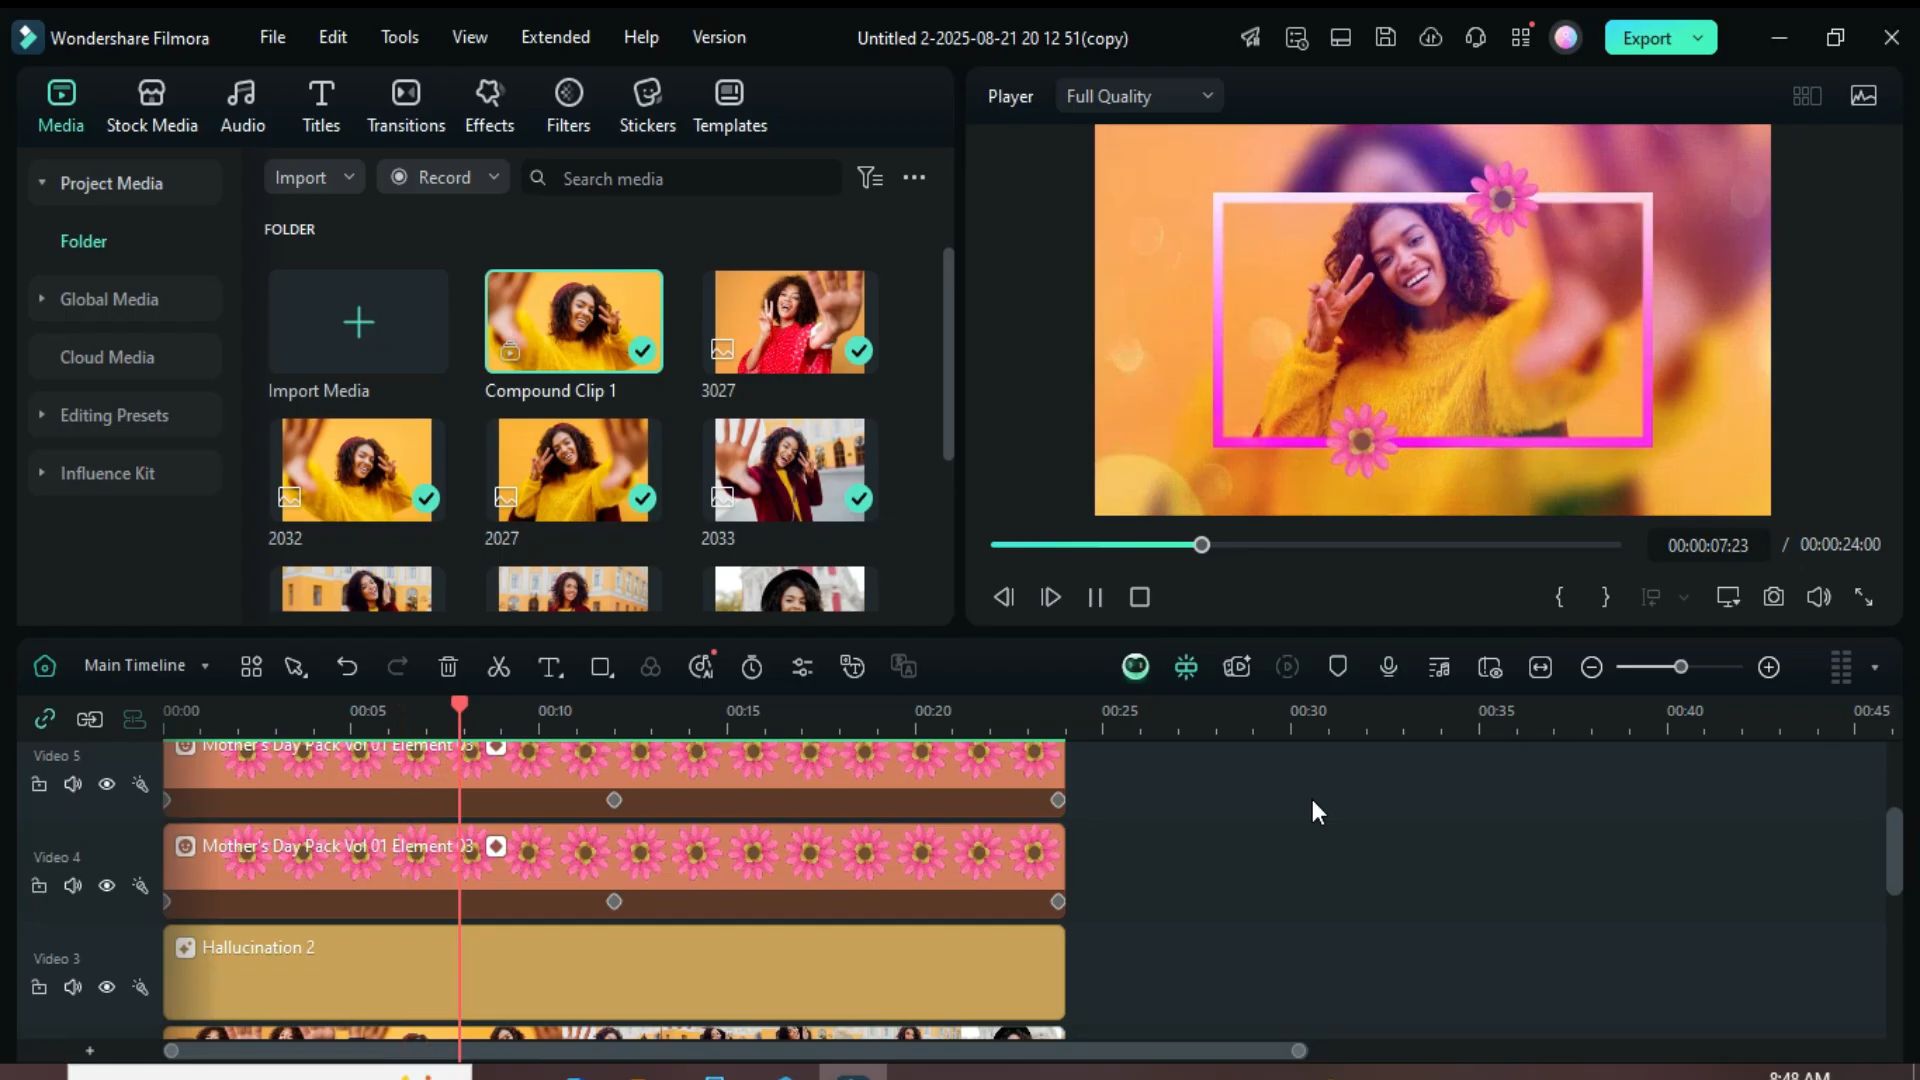 Wondershare Filmora
File
Edit
Tools
View
Extended
Help
Version
Untitled 2-2025-08-21 20 12 51(copy)
Export
Media
Stock Media
Audio
Titles
Transitions
Effects
Filters
Stickers
Templates
Player
Full Quality
Project Media
Folder
Global Media
Cloud Media
Editing Presets
Influence Kit
Import
Record
Search media
FOLDER
Import Media
Compound Clip 1
3027
2032
2027
2033
00:00:07:23 / 00:00:24:00
Main Timeline
00:00
00:05
00:10
00:15
00:20
00:25
00:30
00:35
00:40
00:45
Video 5
Mother's Day Pack Vol 01 Element 03
Video 4
Mother's Day Pack Vol 01 Element 03
Video 3
Hallucination 2
8:48 AM